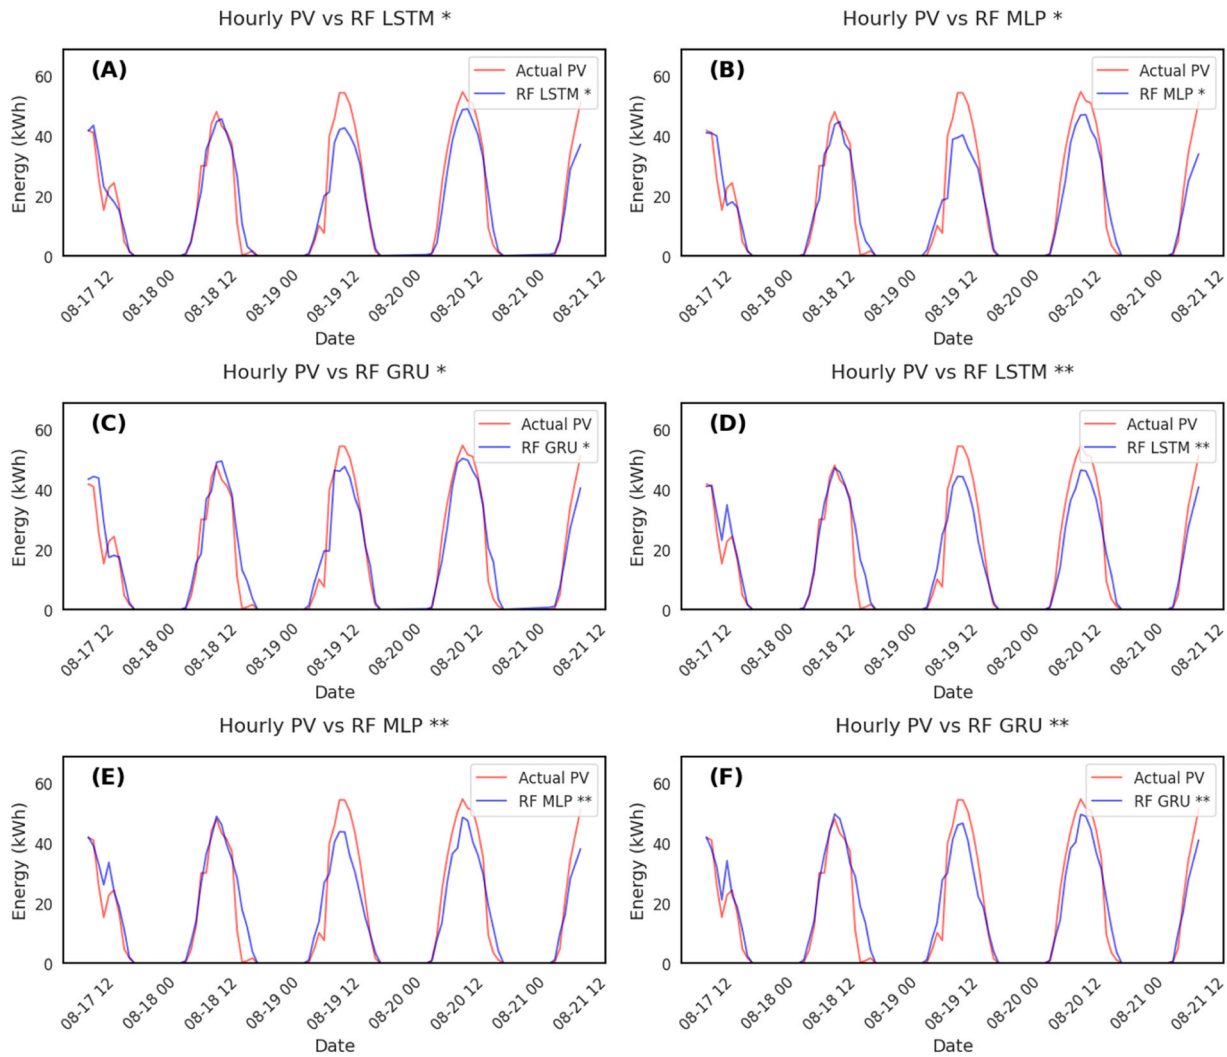 Hourly PV vs RF LSTM *
(A)
Actual PV
RF LSTM *
Energy (kWh)
60
40
20
0
08-17 12
08-18 00
08-18 12
08-19 00
08-19 12
08-20 00
08-20 12
08-21 00
08-21 12
Date
Hourly PV vs RF MLP *
(B)
Actual PV
RF MLP *
Energy (kWh)
60
40
20
0
08-17 12
08-18 00
08-18 12
08-19 00
08-19 12
08-20 00
08-20 12
08-21 00
08-21 12
Date
Hourly PV vs RF GRU *
(C)
Actual PV
RF GRU *
Energy (kWh)
60
40
20
0
08-17 12
08-18 00
08-18 12
08-19 00
08-19 12
08-20 00
08-20 12
08-21 00
08-21 12
Date
Hourly PV vs RF LSTM **
(D)
Actual PV
RF LSTM **
Energy (kWh)
60
40
20
0
08-17 12
08-18 00
08-18 12
08-19 00
08-19 12
08-20 00
08-20 12
08-21 00
08-21 12
Date
Hourly PV vs RF MLP **
(E)
Actual PV
RF MLP **
Energy (kWh)
60
40
20
0
08-17 12
08-18 00
08-18 12
08-19 00
08-19 12
08-20 00
08-20 12
08-21 00
08-21 12
Date
Hourly PV vs RF GRU **
(F)
Actual PV
RF GRU **
Energy (kWh)
60
40
20
0
08-17 12
08-18 00
08-18 12
08-19 00
08-19 12
08-20 00
08-20 12
08-21 00
08-21 12
Date